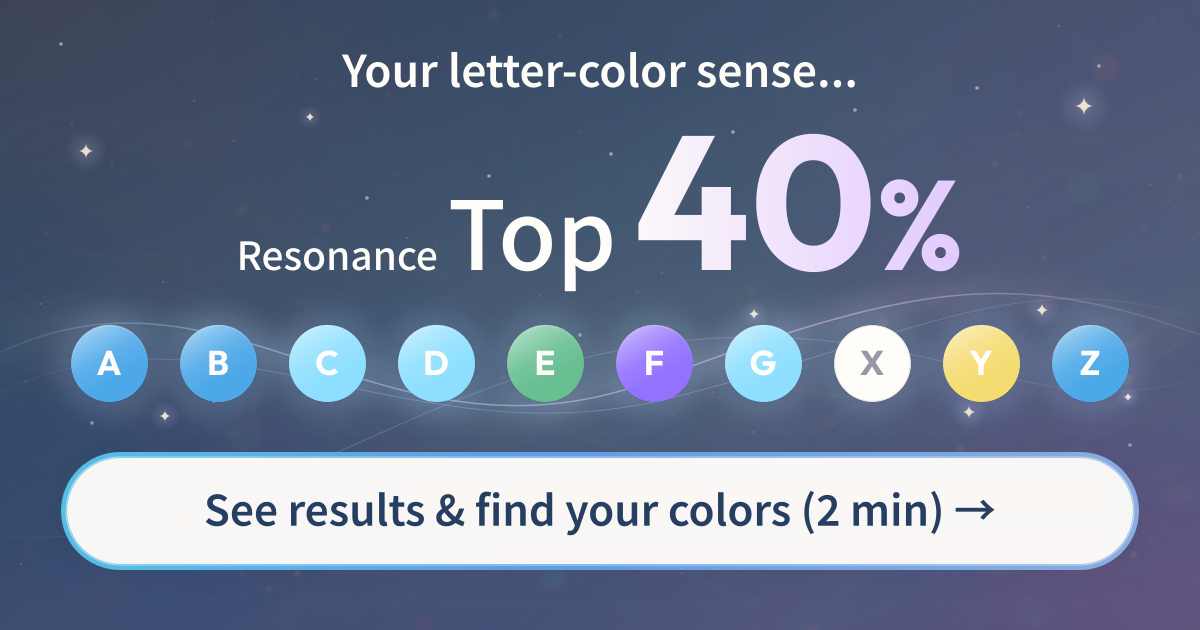 Your letter-color sense...
Resonance Top 40%
A B C D E F G X Y Z
See results & find your colors (2 min) →